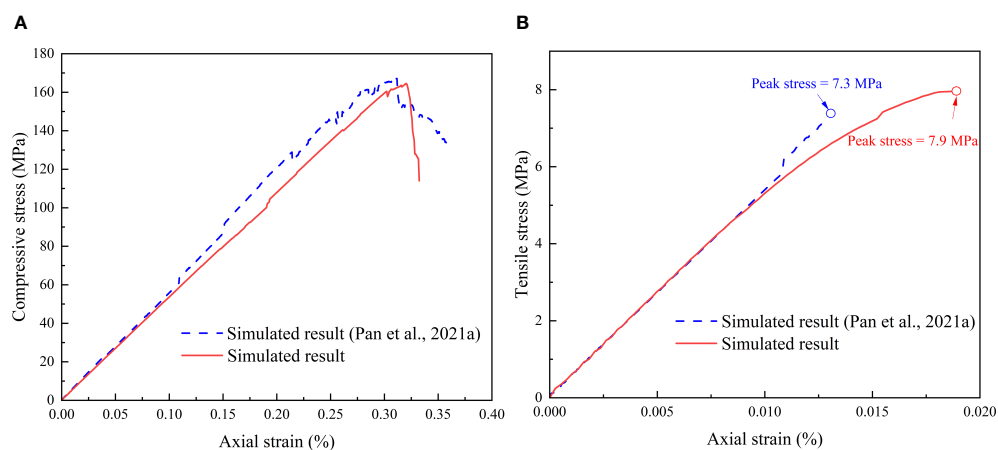 A
180
160
140
120
100
80
60
40
20
0
Compressive stress (MPa)
0.00 0.05 0.10 0.15 0.20 0.25 0.30 0.35 0.40
Axial strain (%)
Simulated result (Pan et al., 2021a)
Simulated result
B
8
6
4
2
0
Tensile stress (MPa)
0.000 0.005 0.010 0.015 0.020
Axial strain (%)
Peak stress = 7.3 MPa
Peak stress = 7.9 MPa
Simulated result (Pan et al., 2021a)
Simulated result